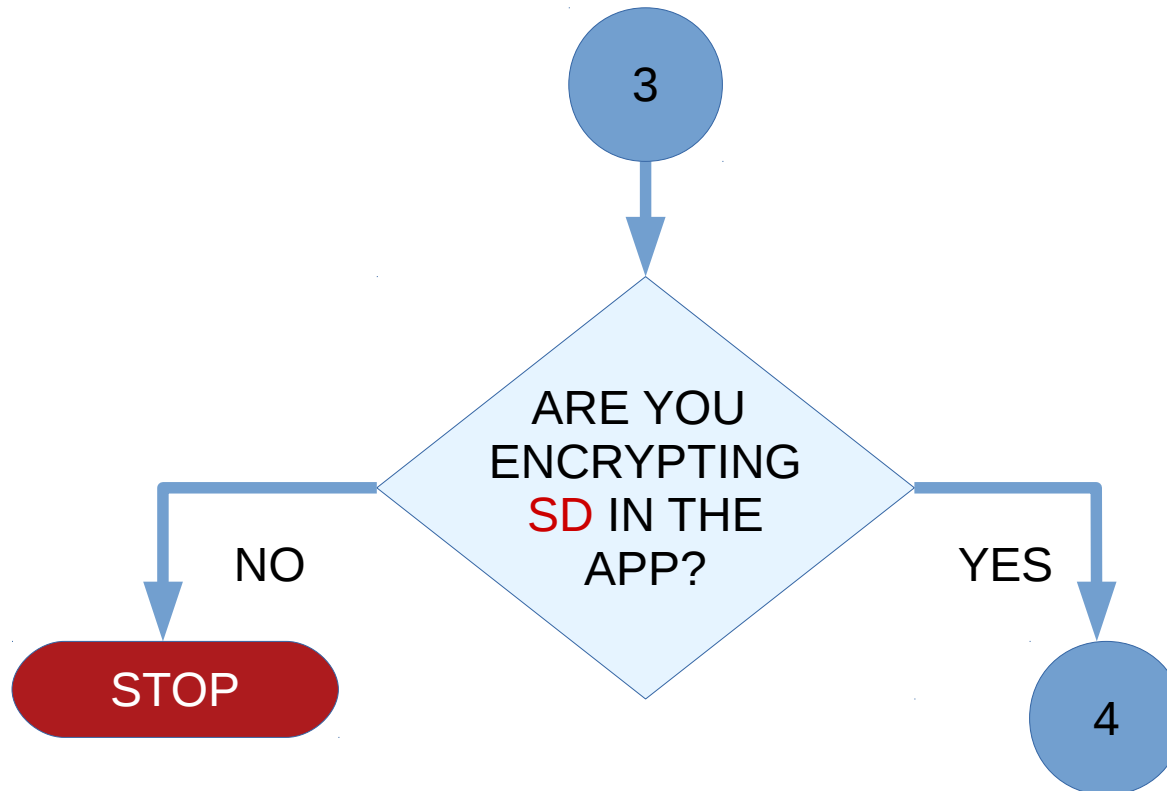 3
ARE YOU
ENCRYPTING
SD IN THE
APP?
NO
YES
STOP
4